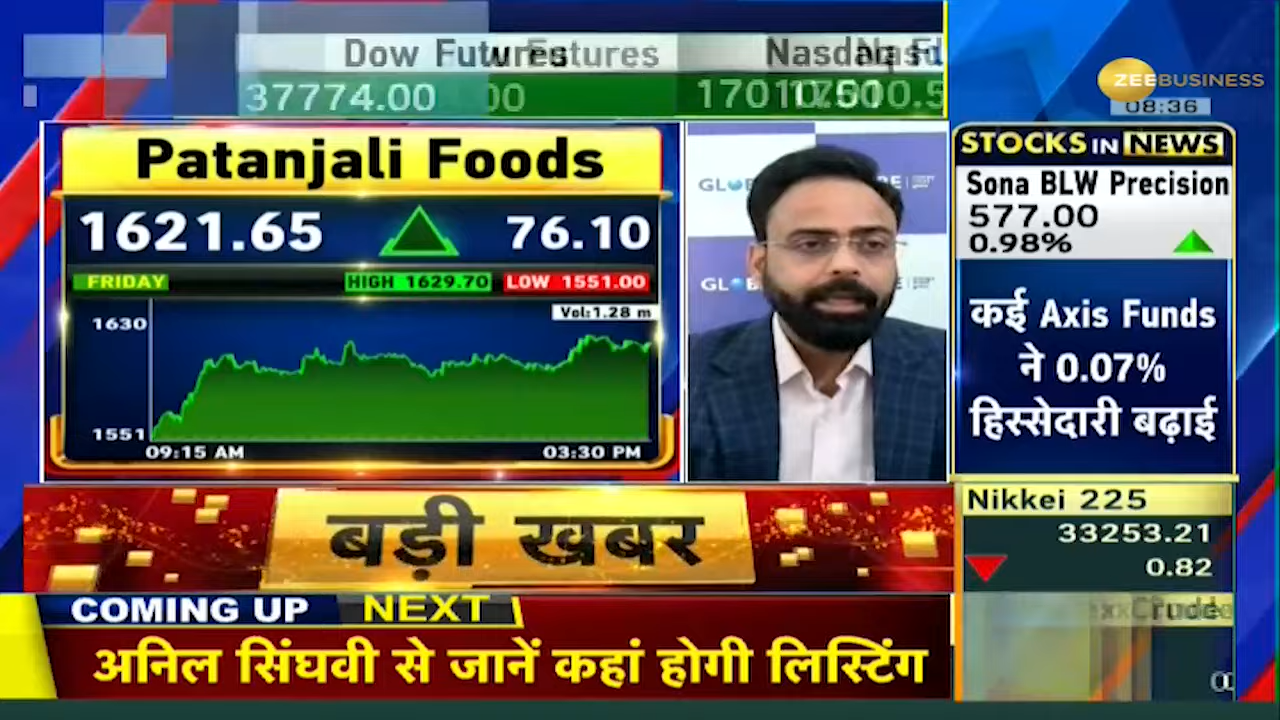 Dow Futures
Nasdaq
37774.00
ZEEBUSINESS
08:36
Patanjali Foods
1621.65
76.10
FRIDAY
HIGH 1629.70
LOW 1551.00
Vol:1.28 m
1630
1551
09:15 AM
03:30 PM
STOCKS IN NEWS
Sona BLW Precision
577.00
0.98%
कई Axis Funds
ने 0.07%
हिस्सेदारी बढ़ाई
बड़ी खबर
Nikkei 225
33253.21
0.82
COMING UP NEXT
अनिल सिंघवी से जानें कहां होगी लिस्टिंग